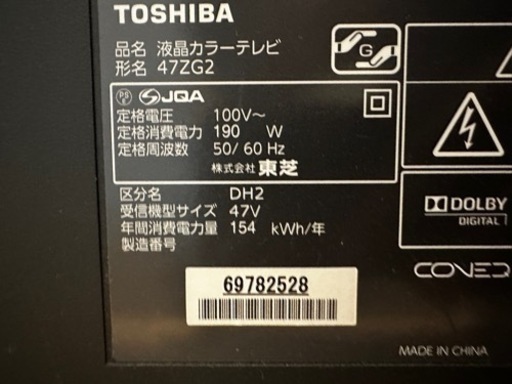 TOSHIBA
品名 液晶カラーテレビ
形名 47ZG2
G
PS E JQA
定格電圧 100V～
定格消費電力 190 W
定格周波数 50/60 Hz
株式会社 東芝
区分名 DH2
受信機型サイズ 47V
年間消費電力量 154 kWh/年
製造番号
69782528
DOLBY
DIGITAL
MADE IN CHINA